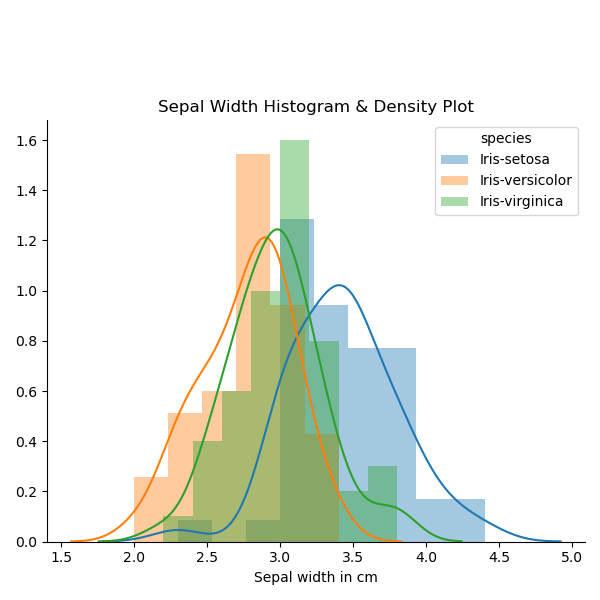 Sepal Width Histogram & Density Plot
species
Iris-setosa
Iris-versicolor
Iris-virginica
1.6
1.4
1.2
1.0
0.8
0.6
0.4
0.2
0.0
1.5 2.0 2.5 3.0 3.5 4.0 4.5 5.0
Sepal width in cm